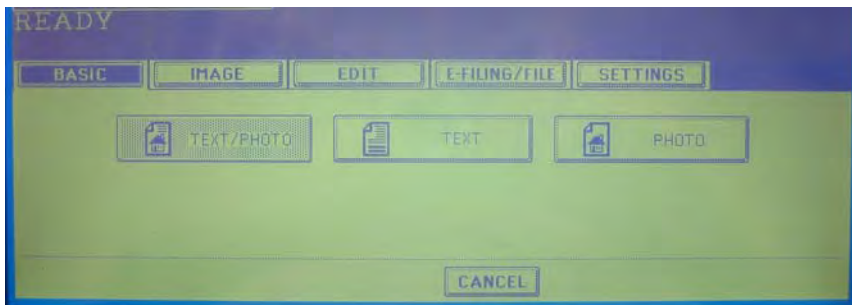 READY
BASIC IMAGE EDIT E-FILING/FILE SETTINGS
TEXT/PHOTO TEXT PHOTO
CANCEL